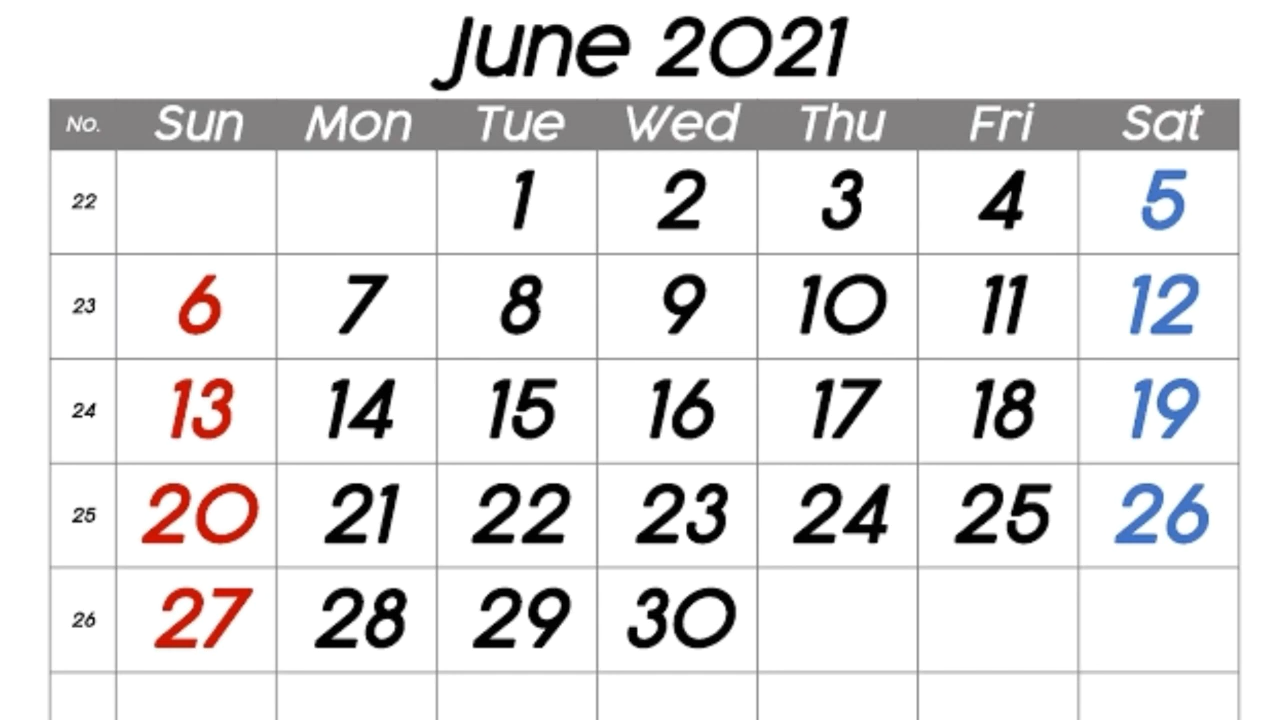 June 2021
No. Sun Mon Tue Wed Thu Fri Sat
22 1 2 3 4 5
23 6 7 8 9 10 11 12
24 13 14 15 16 17 18 19
25 20 21 22 23 24 25 26
26 27 28 29 30